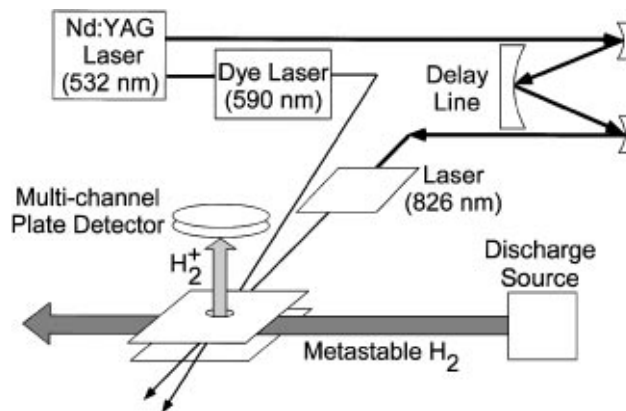 Nd:YAG
Laser
(532 nm)
Dye Laser
(590 nm)
Delay
Line
Laser
(826 nm)
Multi-channel
Plate Detector
H₂⁺
Discharge
Source
Metastable H₂